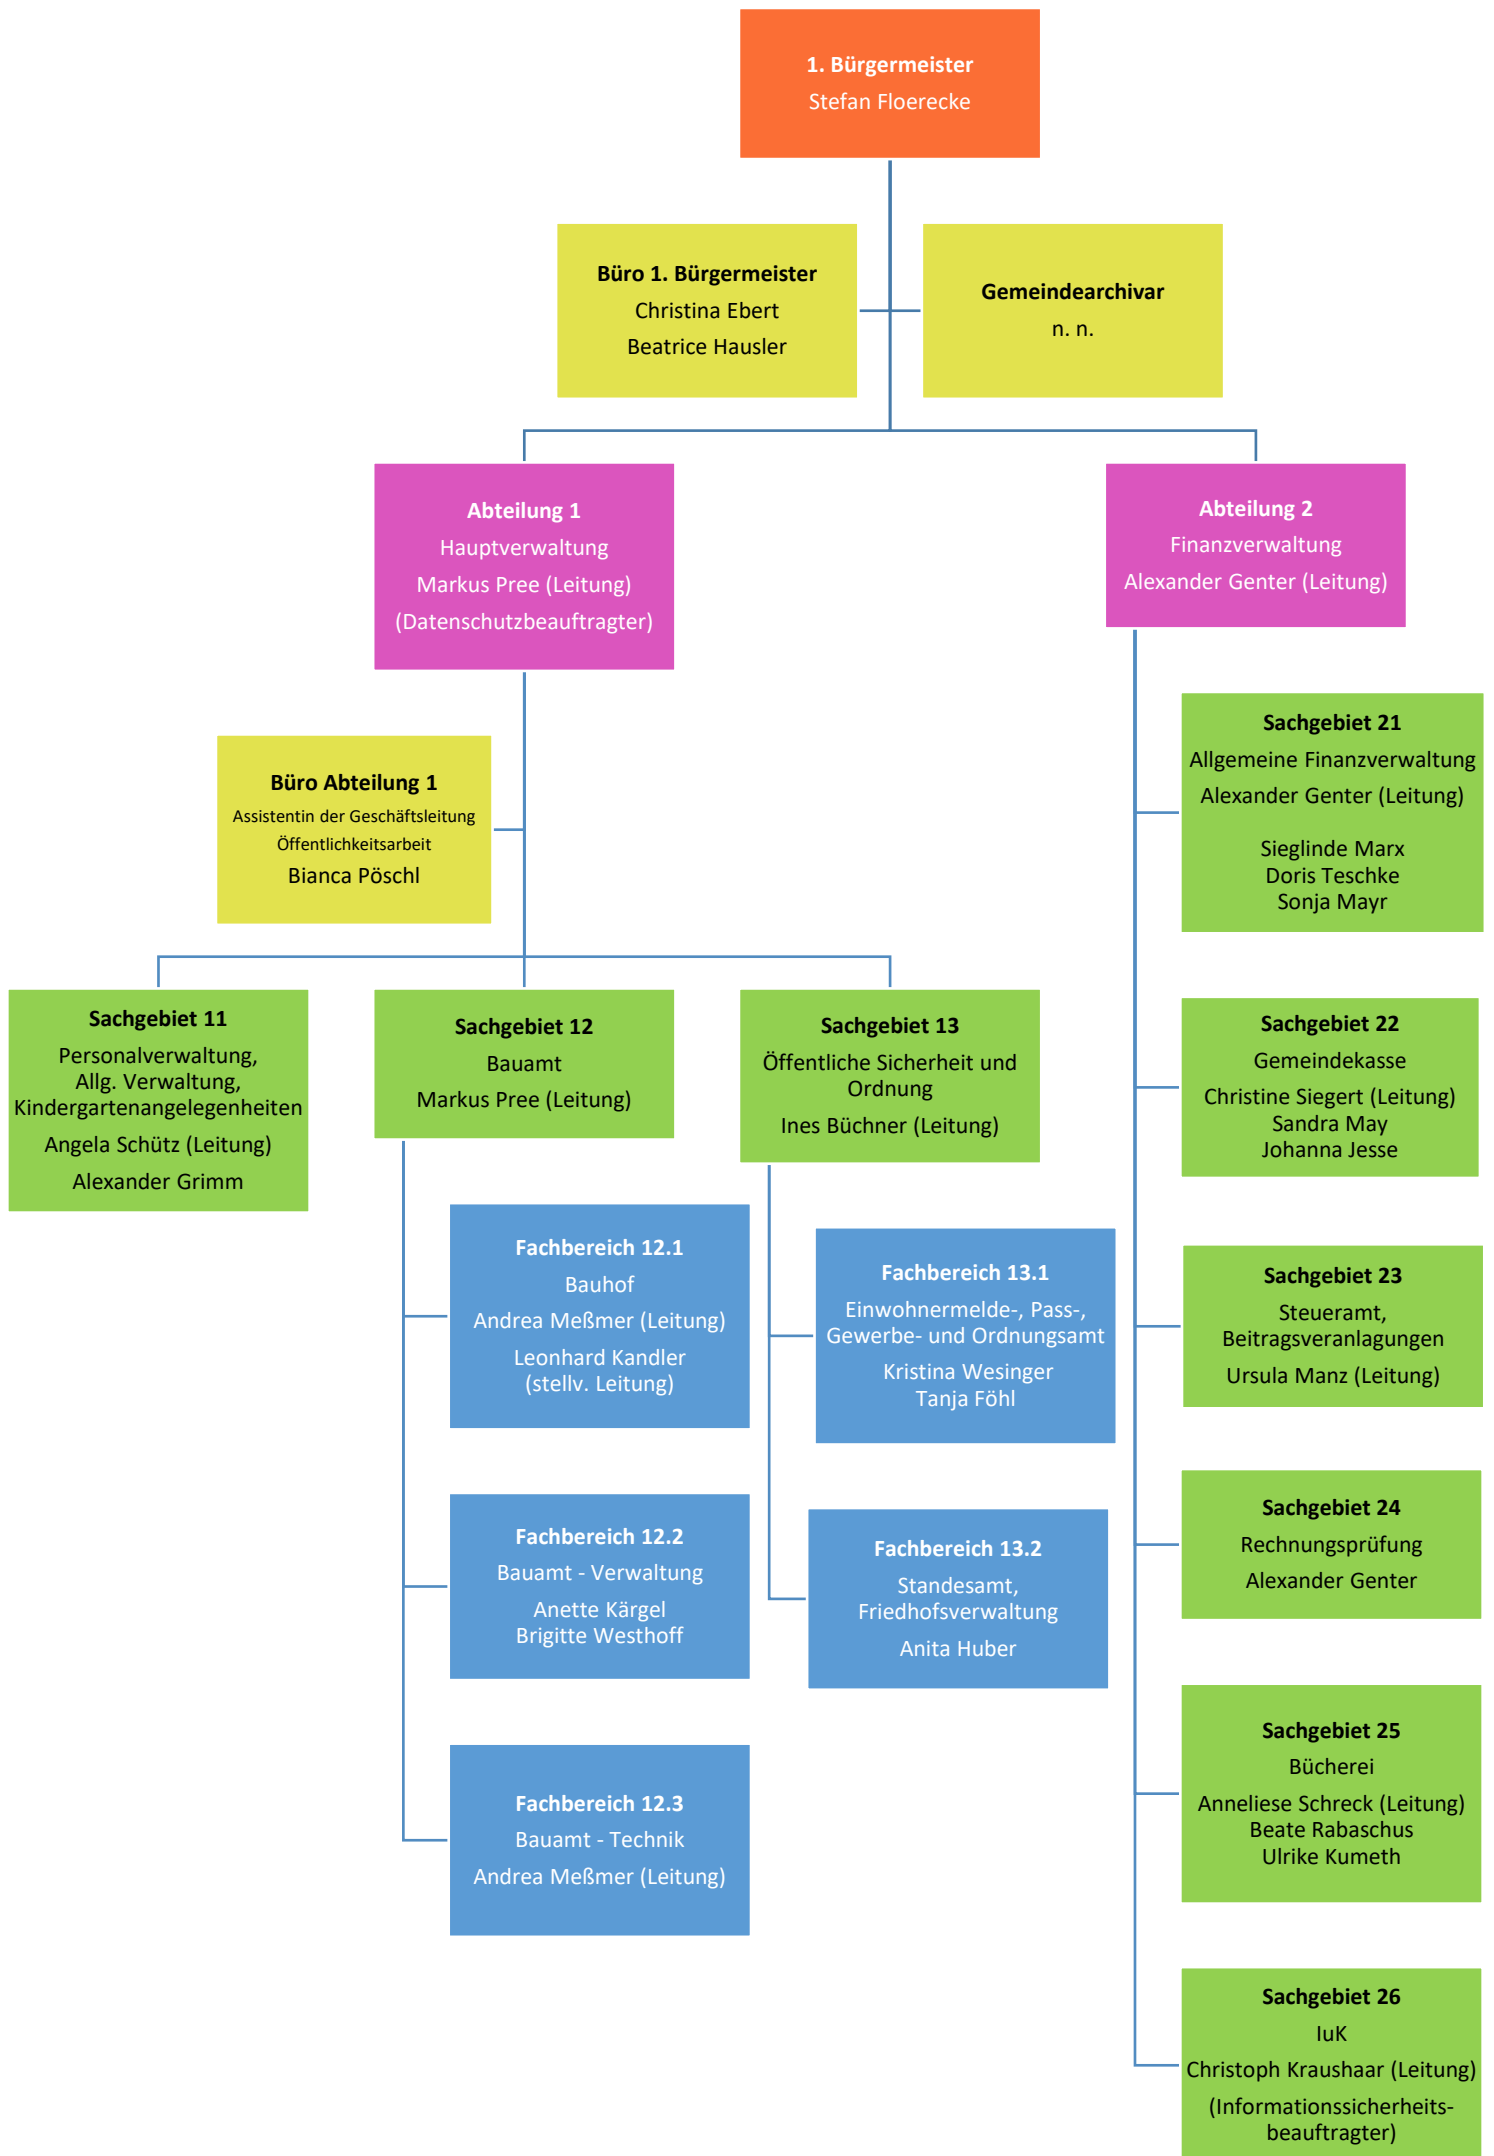 1. Bürgermeister
Stefan Floerecke
Büro 1. Bürgermeister
Christina Ebert
Beatrice Hausler
Gemeindearchivar
n. n.
Abteilung 1
Hauptverwaltung
Markus Pree (Leitung)
(Datenschutzbeauftragter)
Abteilung 2
Finanzverwaltung
Alexander Genter (Leitung)
Büro Abteilung 1
Assistentin der Geschäftsleitung
Öffentlichkeitsarbeit
Bianca Pöschl
Sachgebiet 11
Personalverwaltung,
Allg. Verwaltung,
Kindergartenangelegenheiten
Angela Schütz (Leitung)
Alexander Grimm
Sachgebiet 12
Bauamt
Markus Pree (Leitung)
Fachbereich 12.1
Bauhof
Andrea Meßmer (Leitung)
Leonhard Kandler
(stellv. Leitung)
Fachbereich 12.2
Bauamt - Verwaltung
Anette Kärgel
Brigitte Westhoff
Fachbereich 12.3
Bauamt - Technik
Andrea Meßmer (Leitung)
Sachgebiet 13
Öffentliche Sicherheit und
Ordnung
Ines Büchner (Leitung)
Fachbereich 13.1
Einwohnermelde-, Pass-,
Gewerbe- und Ordnungsamt
Kristina Wesinger
Tanja Föhl
Fachbereich 13.2
Standesamt,
Friedhofsverwaltung
Anita Huber
Sachgebiet 21
Allgemeine Finanzverwaltung
Alexander Genter (Leitung)
Sieglinde Marx
Doris Teschke
Sonja Mayr
Sachgebiet 22
Gemeindekasse
Christine Siegert (Leitung)
Sandra May
Johanna Jesse
Sachgebiet 23
Steueramt,
Beitragsveranlagungen
Ursula Manz (Leitung)
Sachgebiet 24
Rechnungsprüfung
Alexander Genter
Sachgebiet 25
Bücherei
Anneliese Schreck (Leitung)
Beate Rabaschus
Ulrike Kumeth
Sachgebiet 26
IuK
Christoph Kraushaar (Leitung)
(Informationssicherheits-
beauftragter)